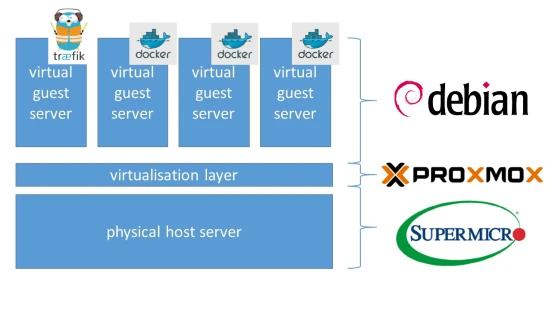 træfik
docker
docker
docker
virtual
guest
server
virtual
guest
server
virtual
guest
server
virtual
guest
server
debian
virtualisation layer
PROXMOX
physical host server
SUPERMICRO